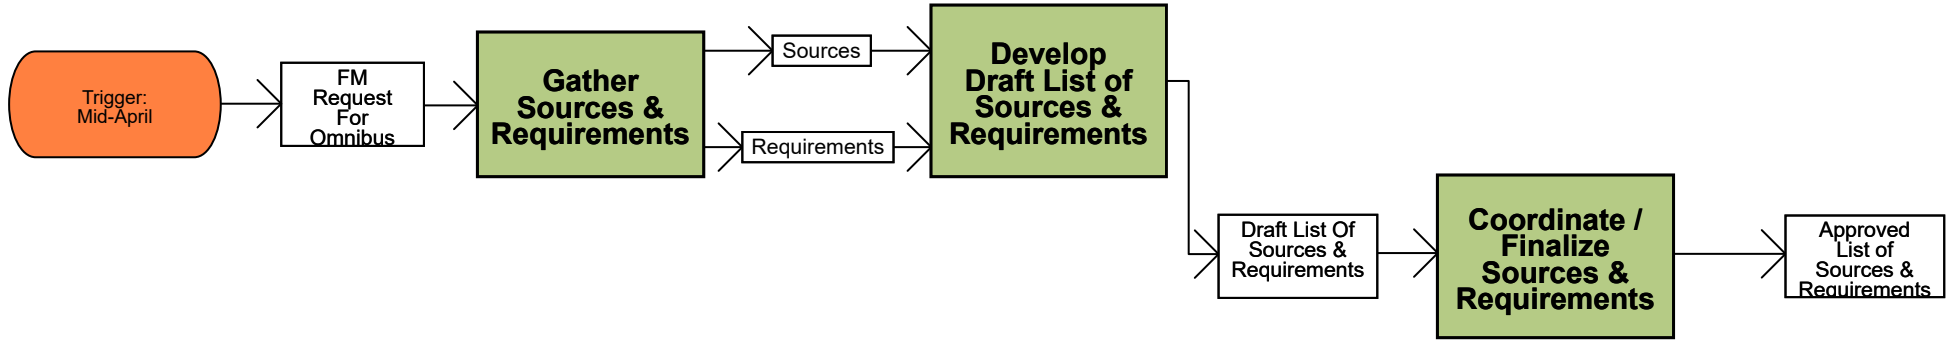 Trigger:
Mid-April
FM
Request
For
Omnibus
Gather
Sources &
Requirements
Sources
Requirements
Develop
Draft List of
Sources &
Requirements
Draft List Of
Sources &
Requirements
Coordinate /
Finalize
Sources &
Requirements
Approved
List of
Sources &
Requirements